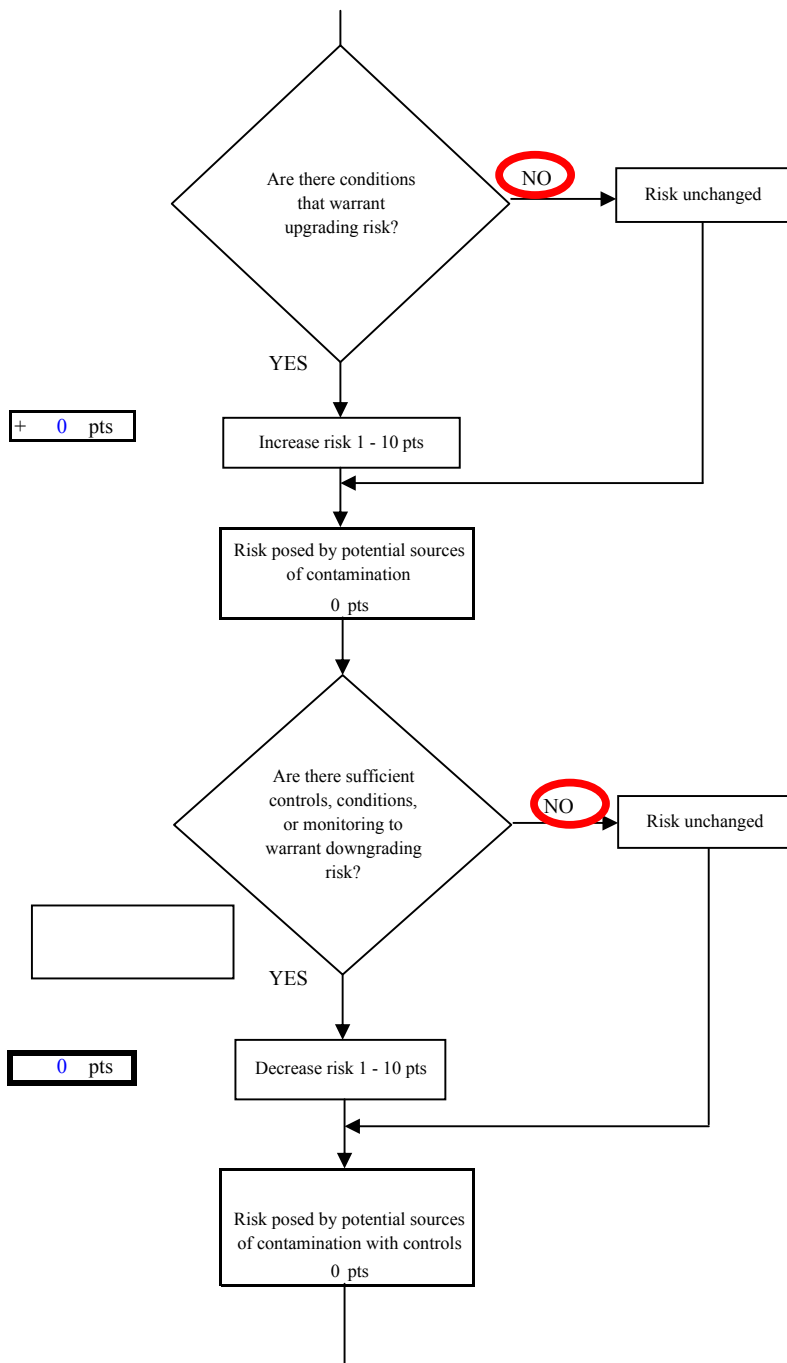 Are there conditions
that warrant
upgrading risk?
NO
Risk unchanged
YES
+ 0 pts
Increase risk 1 - 10 pts
Risk posed by potential sources
of contamination
0 pts
Are there sufficient
controls, conditions,
or monitoring to
warrant downgrading
risk?
NO
Risk unchanged
YES
0 pts
Decrease risk 1 - 10 pts
Risk posed by potential sources
of contamination with controls
0 pts